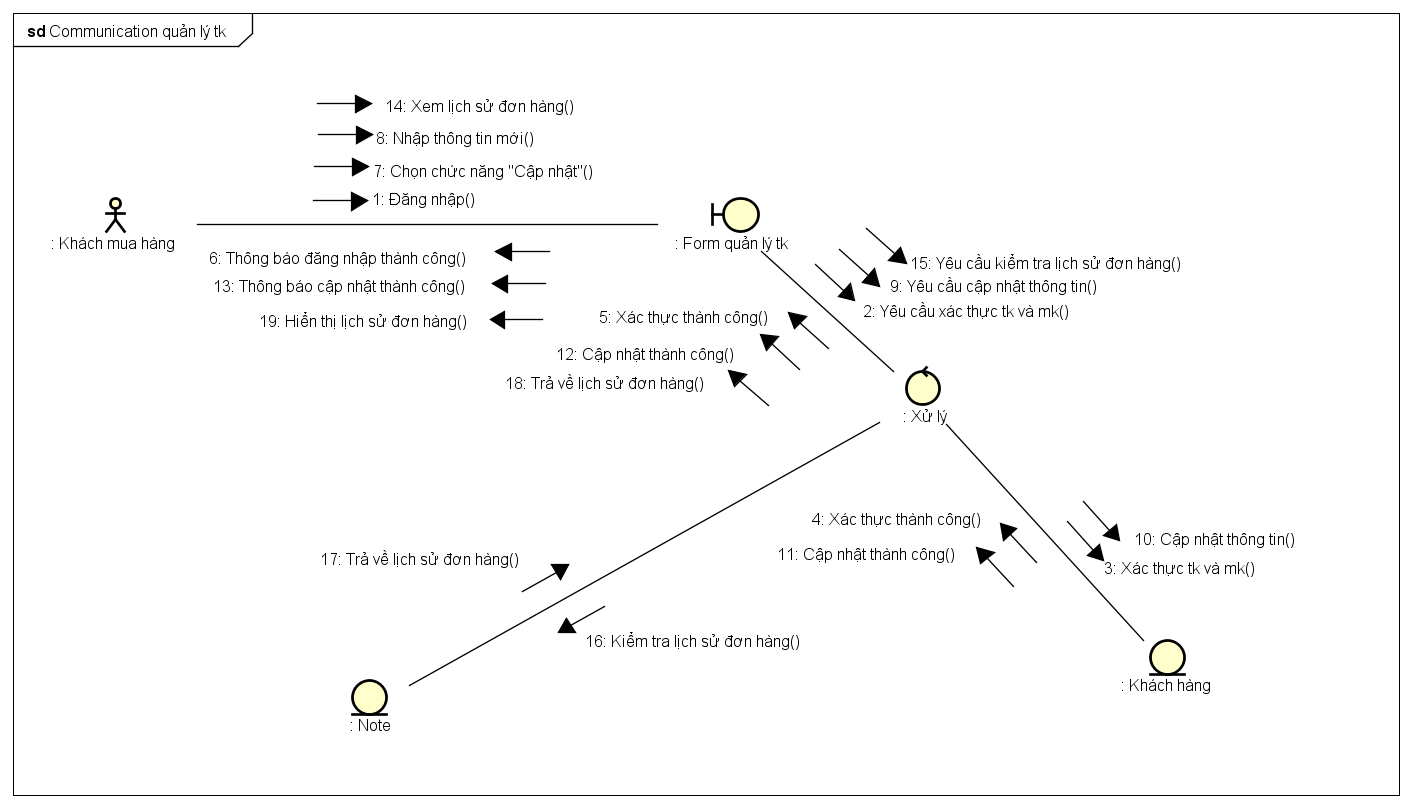 sd Communication quản lý tk
14: Xem lịch sử đơn hàng()
8: Nhập thông tin mới()
7: Chọn chức năng "Cập nhật"()
1: Đăng nhập()
: Khách mua hàng
: Form quản lý tk
6: Thông báo đăng nhập thành công()
13: Thông báo cập nhật thành công()
19: Hiển thị lịch sử đơn hàng()
15: Yêu cầu kiểm tra lịch sử đơn hàng()
9: Yêu cầu cập nhật thông tin()
2: Yêu cầu xác thực tk và mk()
5: Xác thực thành công()
12: Cập nhật thành công()
18: Trả về lịch sử đơn hàng()
: Xử lý
4: Xác thực thành công()
11: Cập nhật thành công()
10: Cập nhật thông tin()
3: Xác thực tk và mk()
17: Trả về lịch sử đơn hàng()
16: Kiểm tra lịch sử đơn hàng()
: Khách hàng
: Note